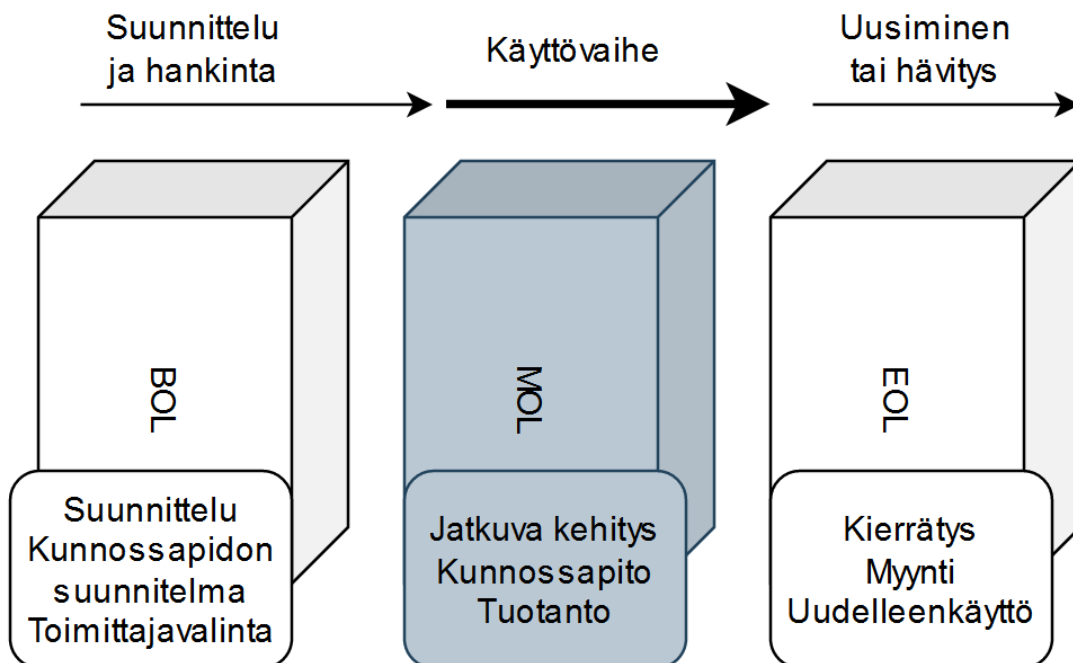 Suunnittelu
ja hankinta
Käyttövaihe
Uusiminen
tai hävitys
BOL
MOL
EOL
Suunnittelu
Kunnossapidon
suunnitelma
Toimittajavalinta
Jatkuva kehitys
Kunnossapito
Tuotanto
Kierrätys
Myynti
Uudelleenkäyttö